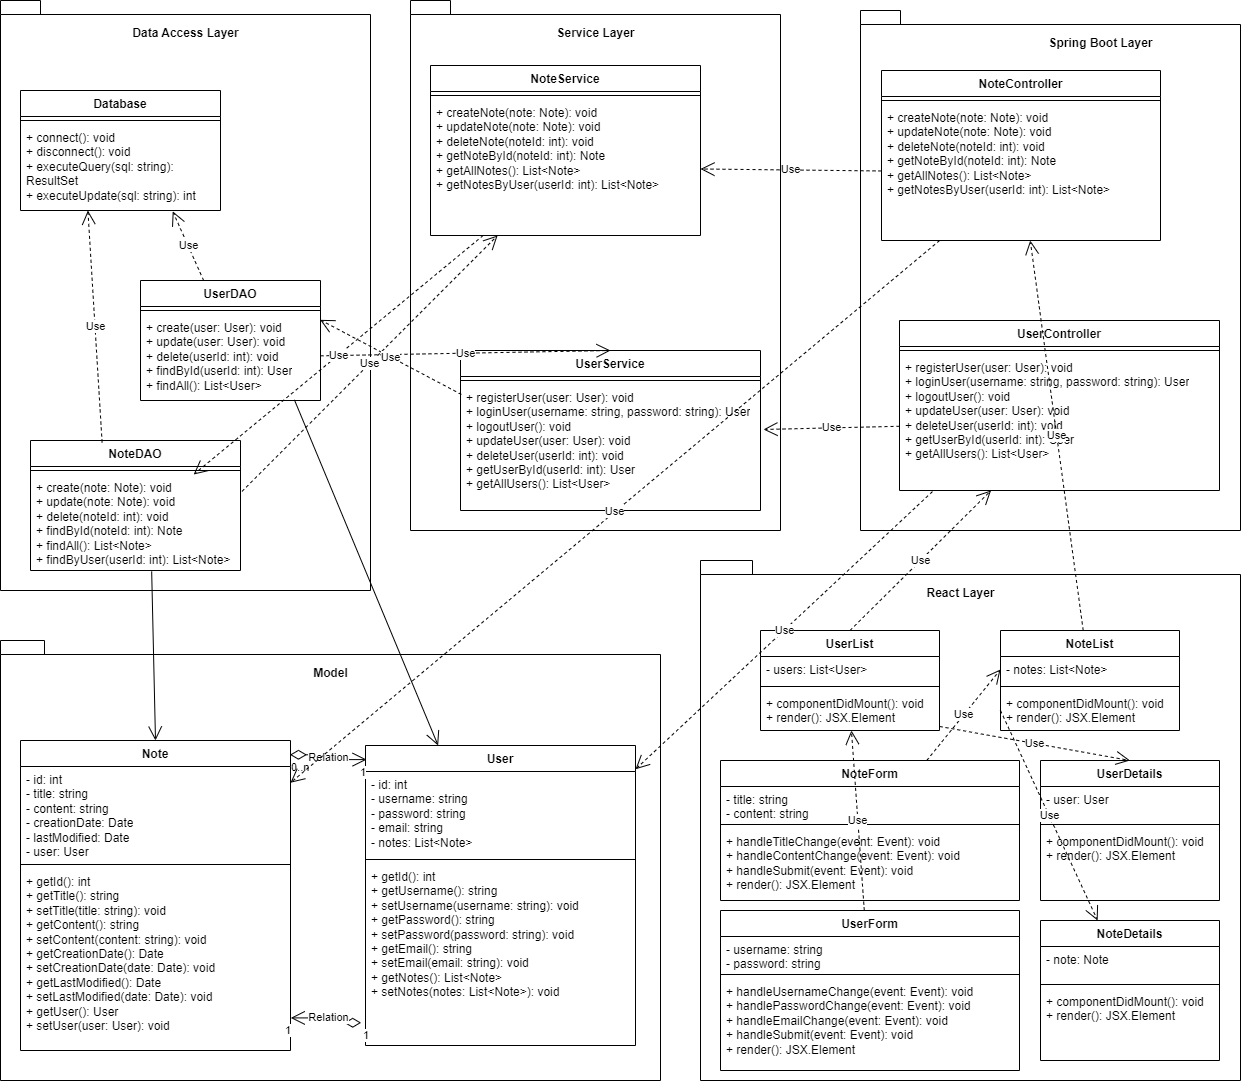 Data Access Layer
Database
+ connect(): void
+ disconnect(): void
+ executeQuery(sql: string):
ResultSet
+ executeUpdate(sql: string): int
Use
Use
UserDAO
+ create(user: User): void
+ update(user: User): void
+ delete(userId: int): void
+ findById(userId: int): User
+ findAll(): List<User>
NoteDAO
+ create(note: Note): void
+ update(note: Note): void
+ delete(noteId: int): void
+ findById(noteId: int): Note
+ findAll(): List<Note>
+ findByUser(userId: int): List<Note>
Use
Use
Use
Use
Service Layer
NoteService
+ createNote(note: Note): void
+ updateNote(note: Note): void
+ deleteNote(noteId: int): void
+ getNoteById(noteId: int): Note
+ getAllNotes(): List<Note>
+ getNotesByUser(userId: int): List<Note>
UserService
+ registerUser(user: User): void
+ loginUser(username: string, password: string): User
+ logoutUser(): void
+ updateUser(user: User): void
+ deleteUser(userId: int): void
+ getUserById(userId: int): User
+ getAllUsers(): List<User>
Use
Use
Use
Spring Boot Layer
NoteController
+ createNote(note: Note): void
+ updateNote(note: Note): void
+ deleteNote(noteId: int): void
+ getNoteById(noteId: int): Note
+ getAllNotes(): List<Note>
+ getNotesByUser(userId: int): List<Note>
UserController
+ registerUser(user: User): void
+ loginUser(username: string, password: string): User
+ logoutUser(): void
+ updateUser(user: User): void
+ deleteUser(userId: int): void
+ getUserById(userId: int): User
+ getAllUsers(): List<User>
Use
Use
Use
Model
Note
- id: int
- title: string
- content: string
- creationDate: Date
- lastModified: Date
- user: User
+ getId(): int
+ getTitle(): string
+ setTitle(title: string): void
+ getContent(): string
+ setContent(content: string): void
+ getCreationDate(): Date
+ setCreationDate(date: Date): void
+ getLastModified(): Date
+ setLastModified(date: Date): void
+ getUser(): User
+ setUser(user: User): void
Relation
0..n
1
User
- id: int
- username: string
- password: string
- email: string
- notes: List<Note>
+ getId(): int
+ getUsername(): string
+ setUsername(username: string): void
+ getPassword(): string
+ setPassword(password: string): void
+ getEmail(): string
+ setEmail(email: string): void
+ getNotes(): List<Note>
+ setNotes(notes: List<Note>): void
Relation
1
1
React Layer
UserList
- users: List<User>
+ componentDidMount(): void
+ render(): JSX.Element
NoteList
- notes: List<Note>
+ componentDidMount(): void
+ render(): JSX.Element
Use
Use
NoteForm
- title: string
- content: string
+ handleTitleChange(event: Event): void
+ handleContentChange(event: Event): void
+ handleSubmit(event: Event): void
+ render(): JSX.Element
Use
UserDetails
- user: User
+ componentDidMount(): void
+ render(): JSX.Element
Use
UserForm
- username: string
- password: string
+ handleUsernameChange(event: Event): void
+ handlePasswordChange(event: Event): void
+ handleEmailChange(event: Event): void
+ handleSubmit(event: Event): void
+ render(): JSX.Element
NoteDetails
- note: Note
+ componentDidMount(): void
+ render(): JSX.Element